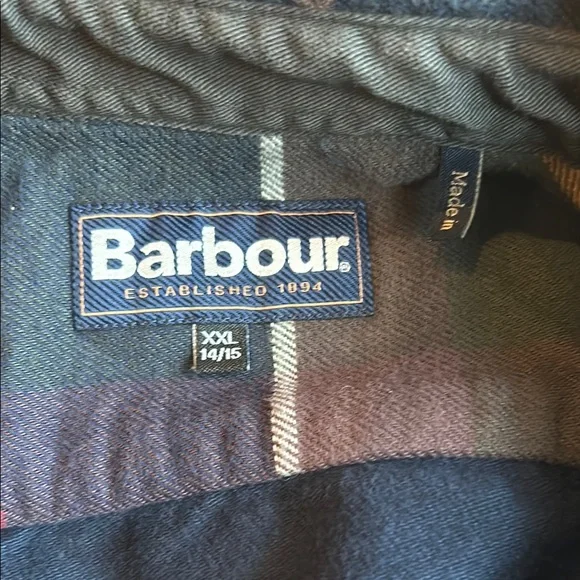 Barbour®
ESTABLISHED 1894
XXL
14/15
Made in